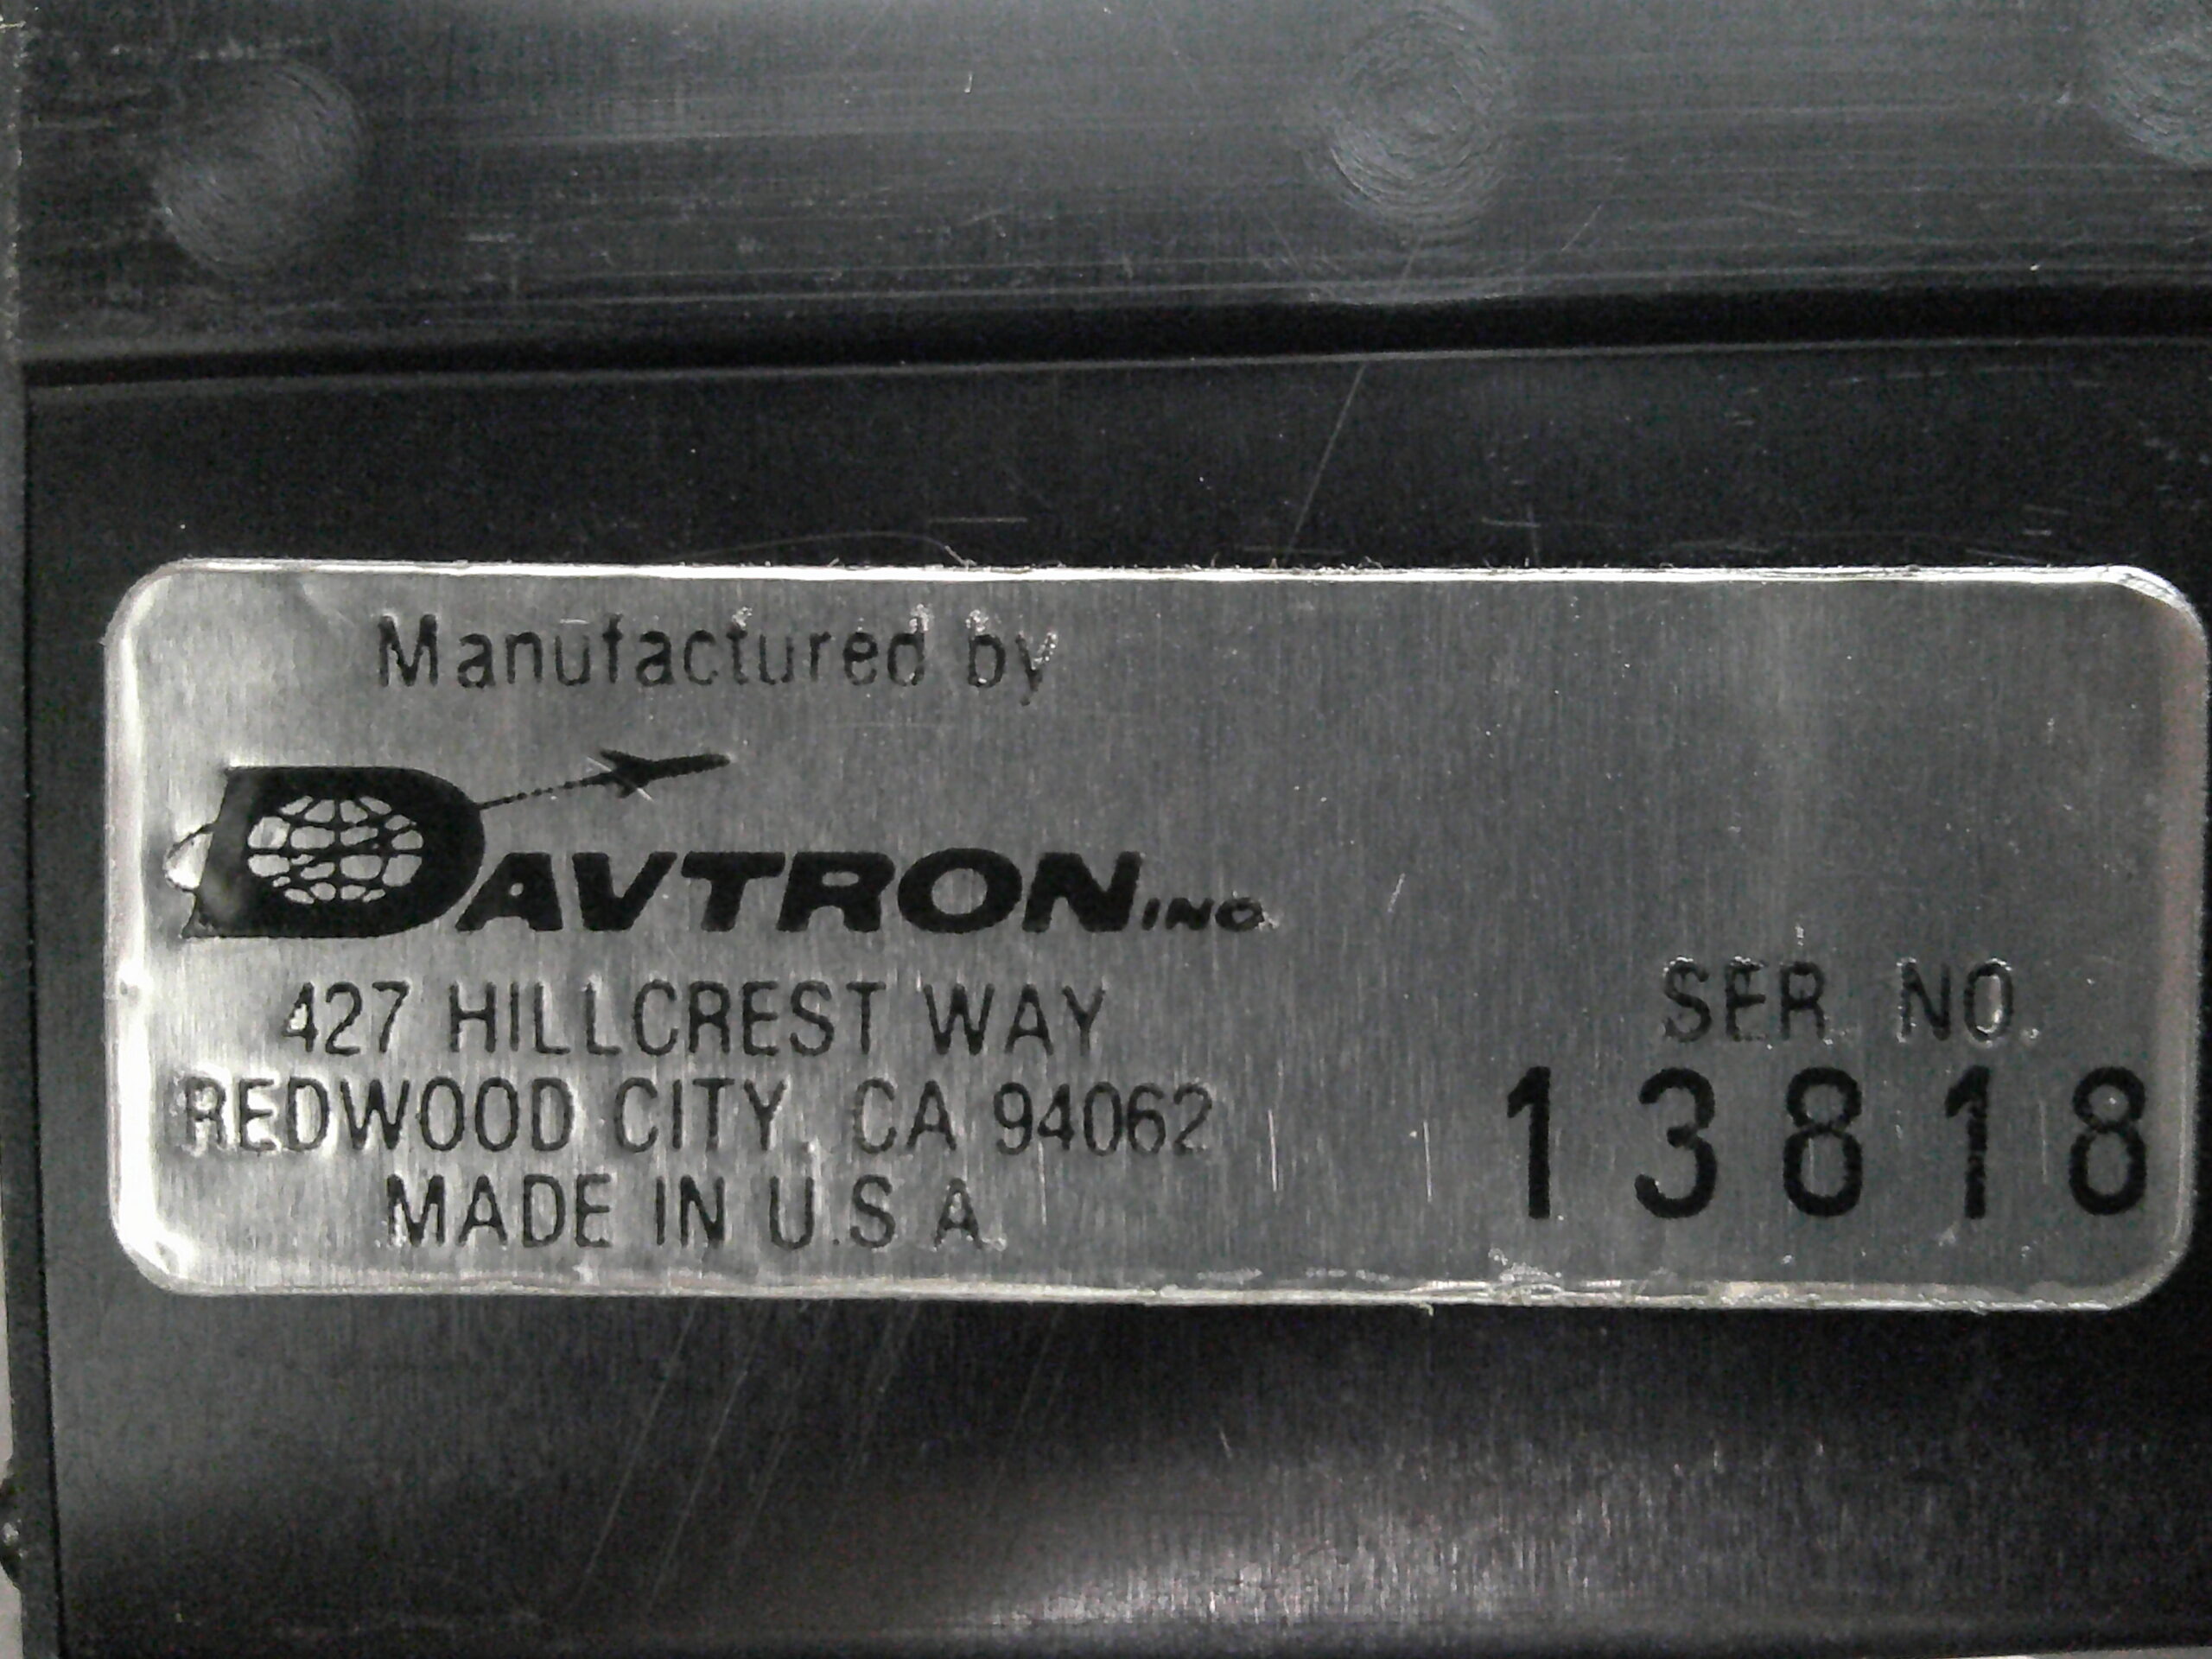 Manufactured by
DAVTRON INC.
427 HILLCREST WAY
REDWOOD CITY, CA 94062
MADE IN U.S.A.
SER. NO.
13818